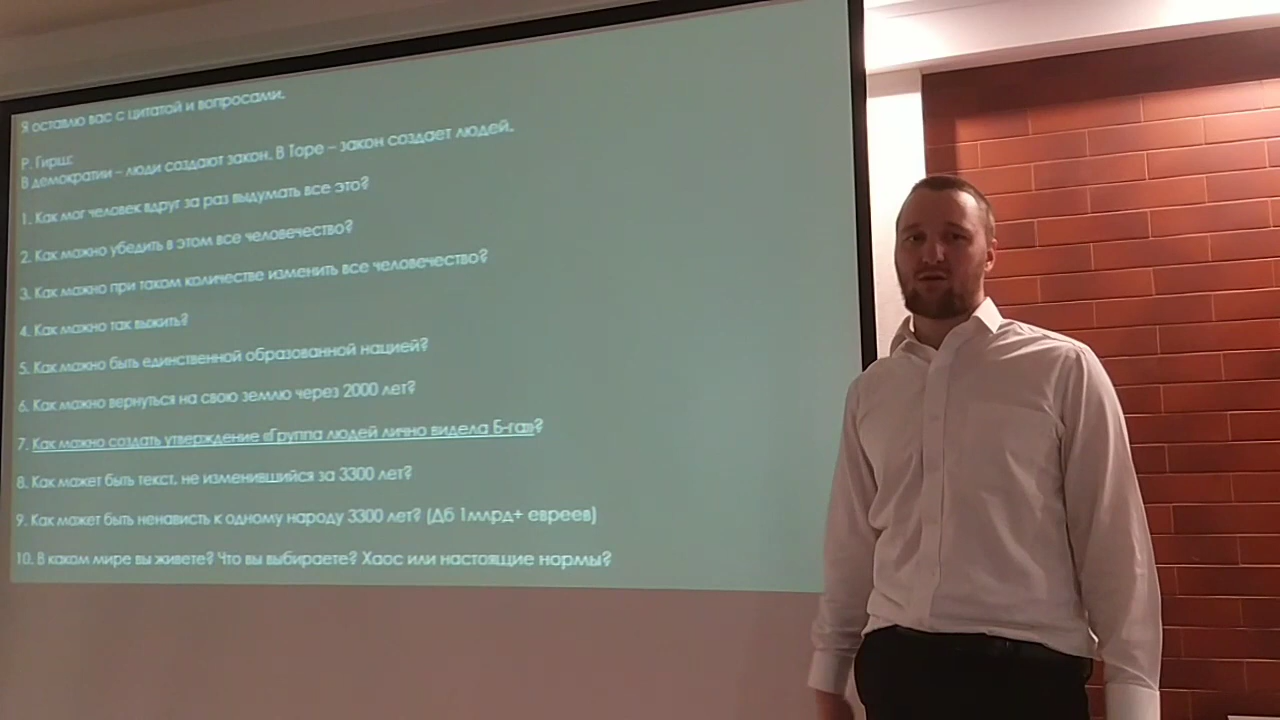 Я оставлю вас с цитатой и вопросами.
Р. Гирш:
В демократии – люди создают закон. В Торе – закон создает людей.
1. Как мог человек вдруг за раз выдумать все это?
2. Как можно убедить в этом все человечество?
3. Как можно при таком количестве изменить все человечество?
4. Как можно так выжить?
5. Как можно быть единственной образованной нацией?
6. Как можно вернуться на свою землю через 2000 лет?
7. Как можно создать утверждение «Группа людей лично видела Б-га»?
8. Как может быть текст, не изменившийся за 3300 лет?
9. Как может быть ненависть к одному народу 3300 лет? (Дб 1млрд+ евреев)
10. В каком мире вы живете? Что вы выбираете? Хаос или настоящие нормы?